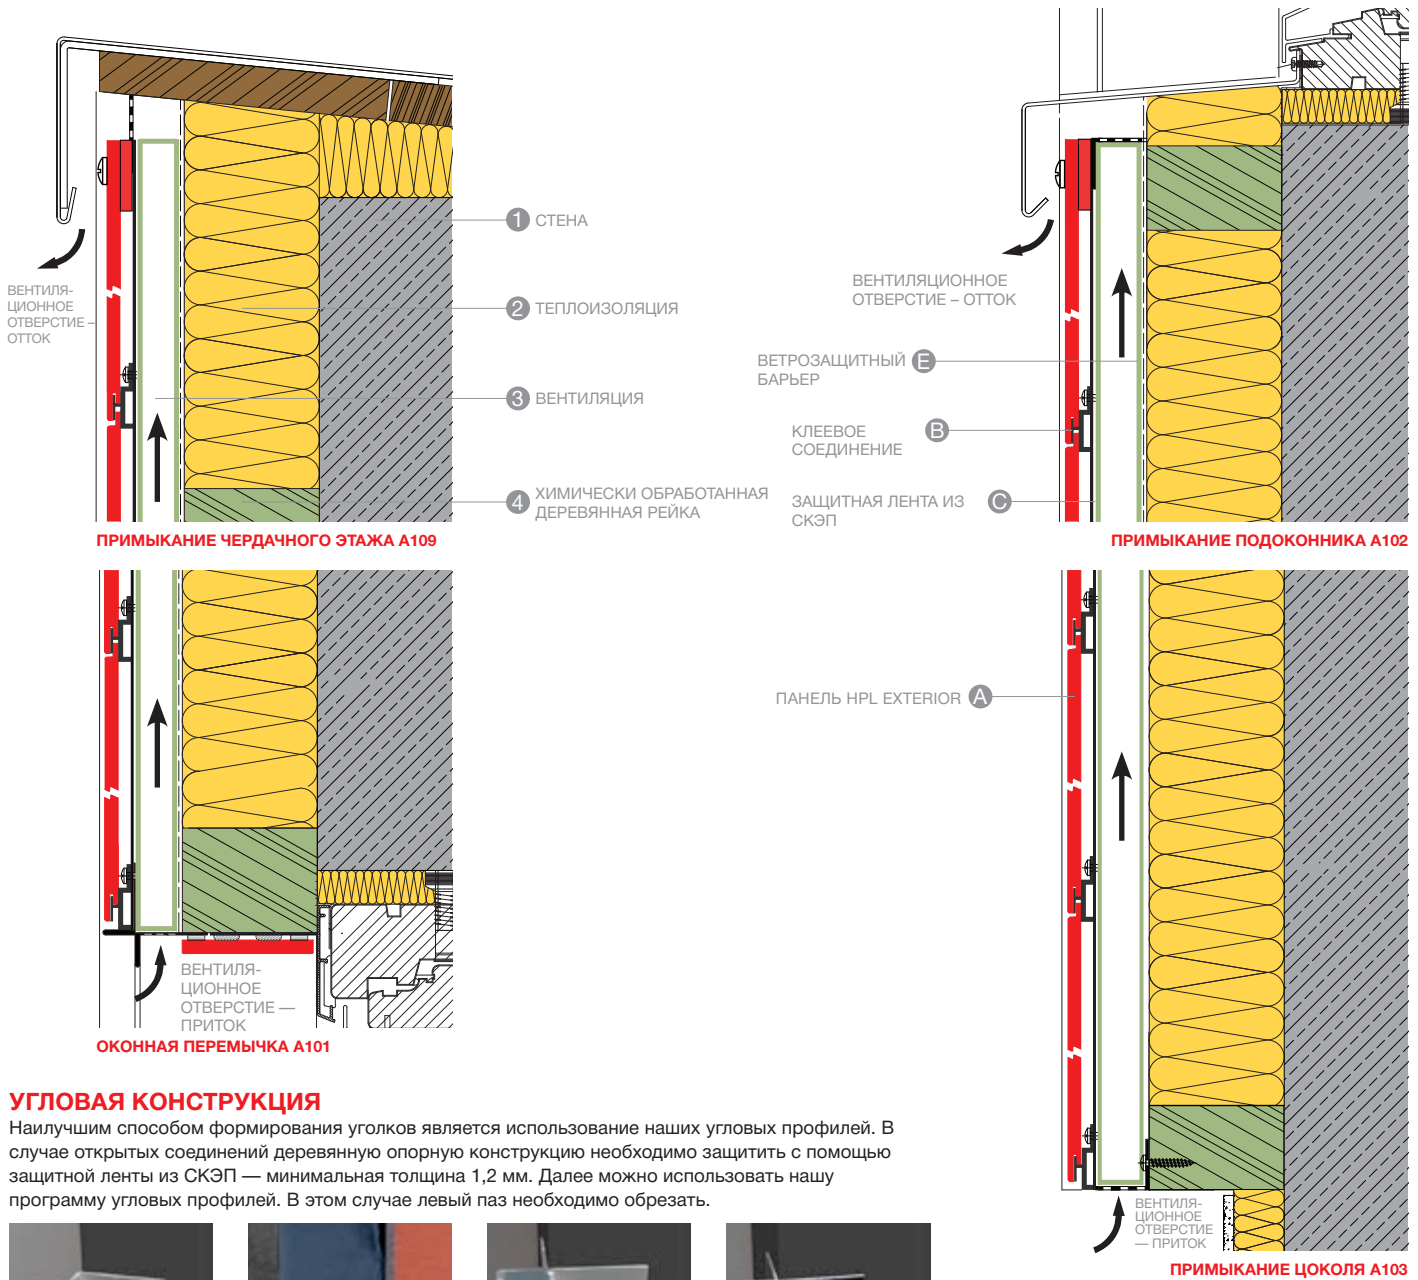 1 СТЕНА
2 ТЕПЛОИЗОЛЯЦИЯ
3 ВЕНТИЛЯЦИЯ
4 ХИМИЧЕСКИ ОБРАБОТАННАЯ
ДЕРЕВЯННАЯ РЕЙКА
ВЕНТИЛЯ-
ЦИОННОЕ
ОТВЕРСТИЕ –
ОТТОК
ПРИМЫКАНИЕ ЧЕРДАЧНОГО ЭТАЖА A109
ВЕНТИЛЯЦИОННОЕ
ОТВЕРСТИЕ – ОТТОК
ВЕТРОЗАЩИТНЫЙ E
БАРЬЕР
КЛЕЕВОЕ B
СОЕДИНЕНИЕ
ЗАЩИТНАЯ ЛЕНТА ИЗ C
СКЭП
ПРИМЫКАНИЕ ПОДОКОННИКА A102
ПАНЕЛЬ HPL EXTERIOR A
ВЕНТИЛЯ-
ЦИОННОЕ
ОТВЕРСТИЕ —
ПРИТОК
ОКОННАЯ ПЕРЕМЫЧКА A101
УГЛОВАЯ КОНСТРУКЦИЯ
Наилучшим способом формирования уголков является использование наших угловых профилей. В
случае открытых соединений деревянную опорную конструкцию необходимо защитить с помощью
защитной ленты из СКЭП — минимальная толщина 1,2 мм. Далее можно использовать нашу
программу угловых профилей. В этом случае левый паз необходимо обрезать.
ВЕНТИЛЯ-
ЦИОННОЕ
ОТВЕРСТИЕ
— ПРИТОК
ПРИМЫКАНИЕ ЦОКОЛЯ A103